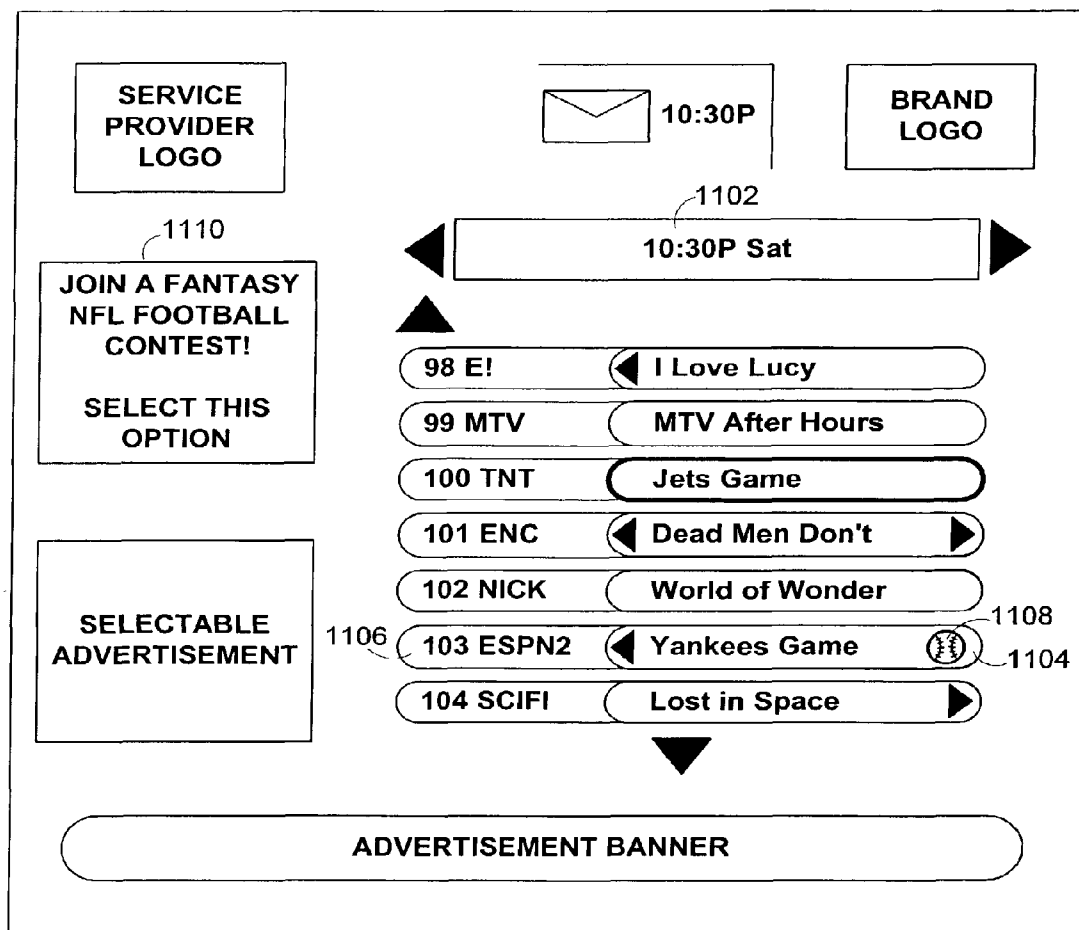 SERVICE
PROVIDER
LOGO
10:30P
BRAND
LOGO
1102
10:30P Sat
1110
JOIN A FANTASY
NFL FOOTBALL
CONTEST!
SELECT THIS
OPTION
98 E! I Love Lucy
99 MTV MTV After Hours
100 TNT Jets Game
101 ENC Dead Men Don't
102 NICK World of Wonder
SELECTABLE
ADVERTISEMENT
1106 103 ESPN2 Yankees Game 1108
1104
104 SCIFI Lost in Space
ADVERTISEMENT BANNER